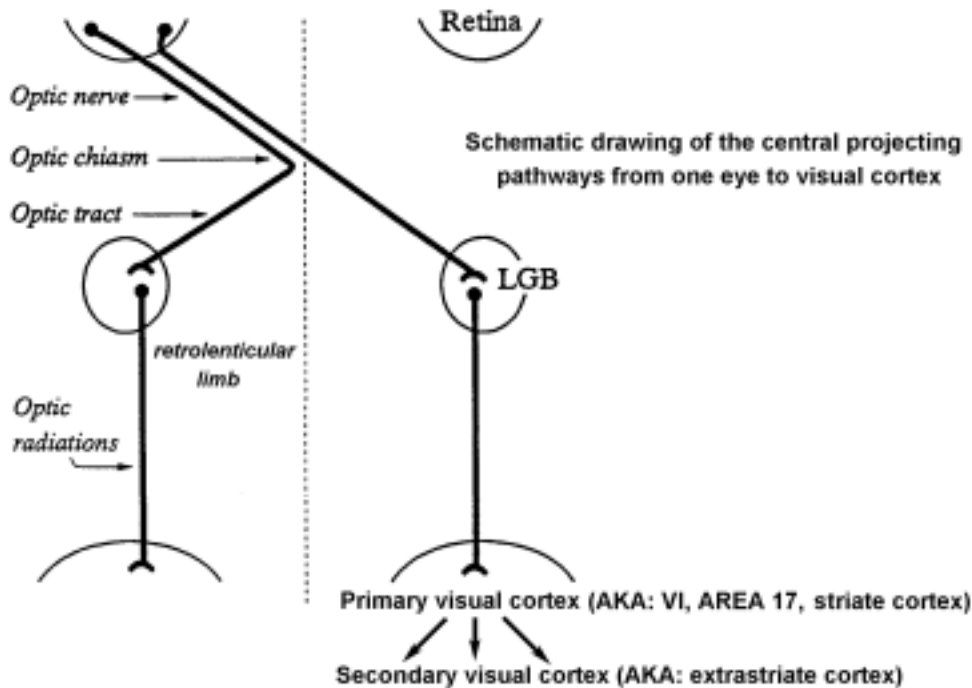 Retina
Optic nerve
Optic chiasm
Schematic drawing of the central projecting
pathways from one eye to visual cortex
Optic tract
LGB
retrolenticular
limb
Optic
radiations
Primary visual cortex (AKA: VI, AREA 17, striate cortex)
Secondary visual cortex (AKA: extrastriate cortex)